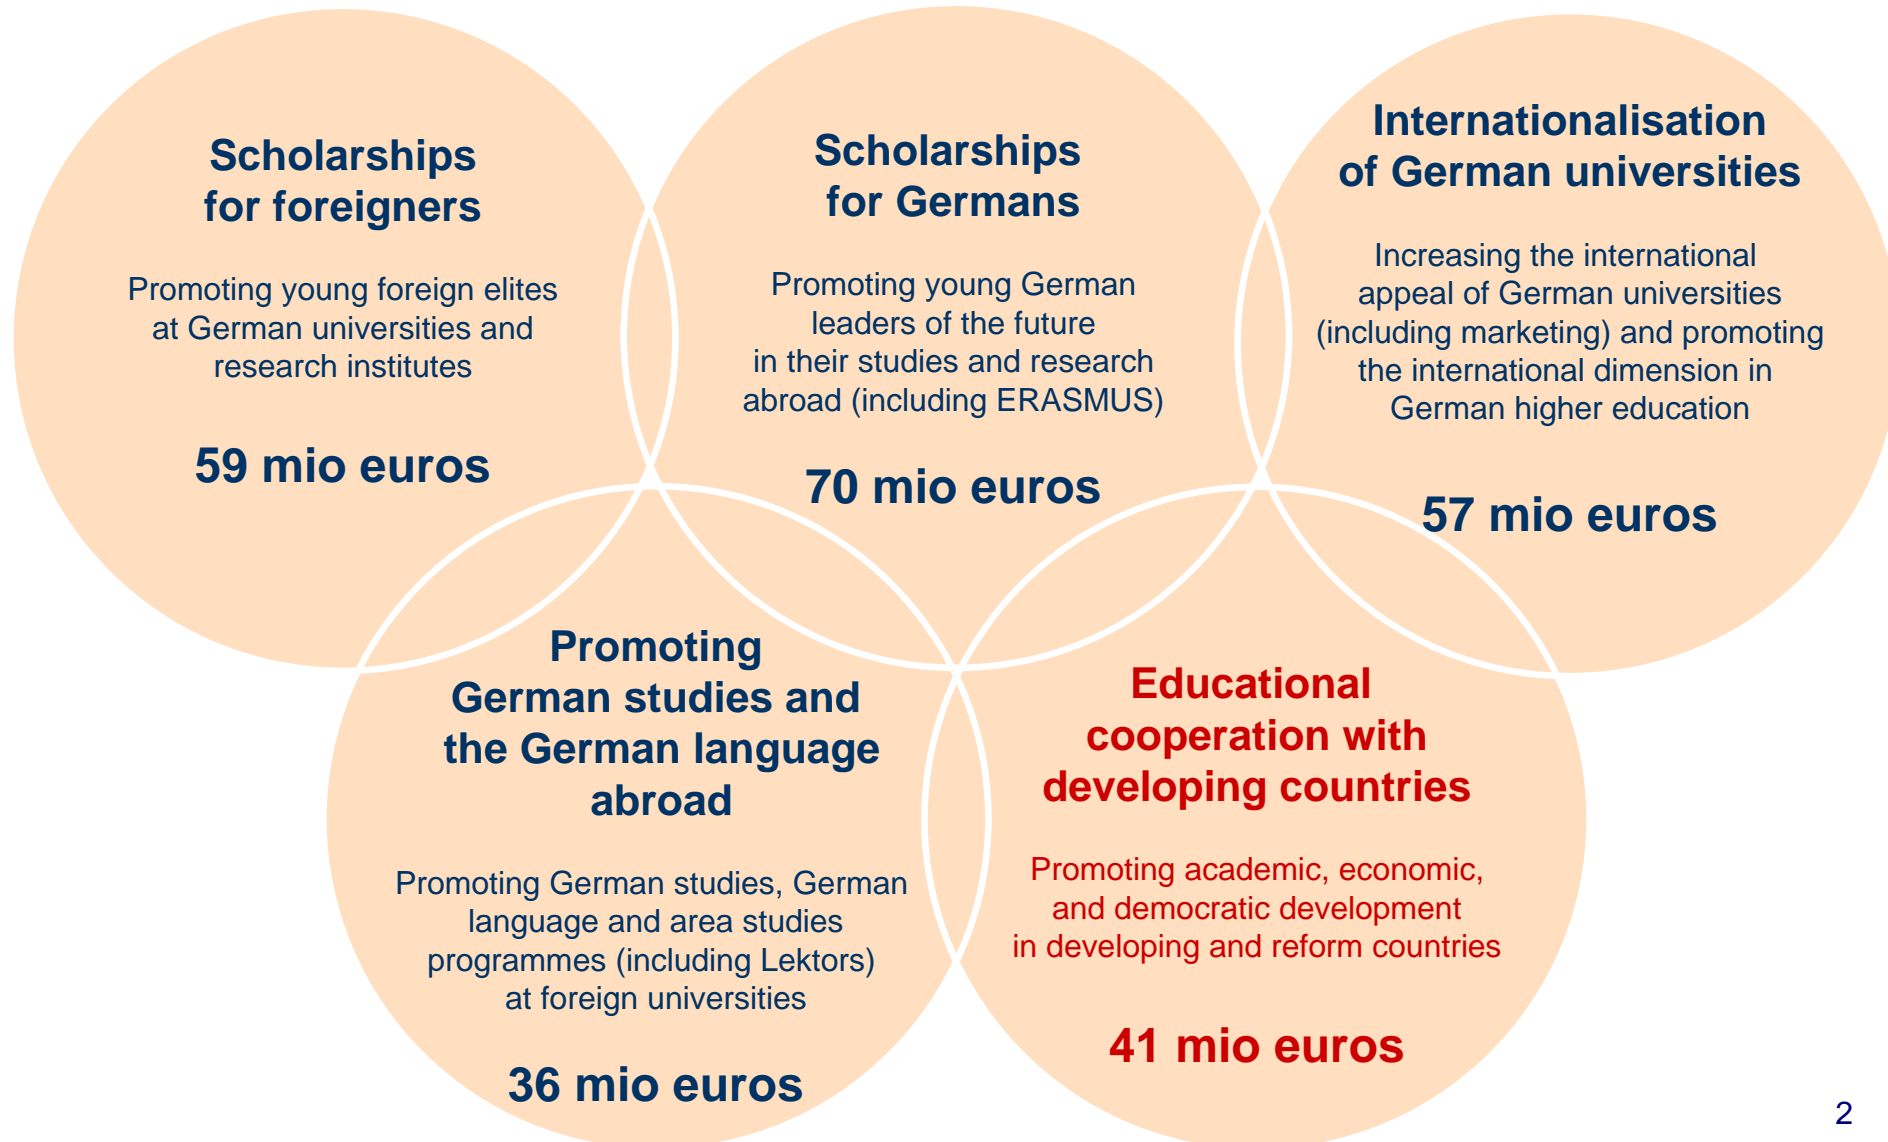 Scholarships
for foreigners
Promoting young foreign elites
at German universities and
research institutes
59 mio euros
Scholarships
for Germans
Promoting young German
leaders of the future
in their studies and research
abroad (including ERASMUS)
70 mio euros
Internationalisation
of German universities
Increasing the international
appeal of German universities
(including marketing) and promoting
the international dimension in
German higher education
57 mio euros
Promoting
German studies and
the German language
abroad
Promoting German studies, German
language and area studies
programmes (including Lektors)
at foreign universities
36 mio euros
Educational
cooperation with
developing countries
Promoting academic, economic,
and democratic development
in developing and reform countries
41 mio euros
2